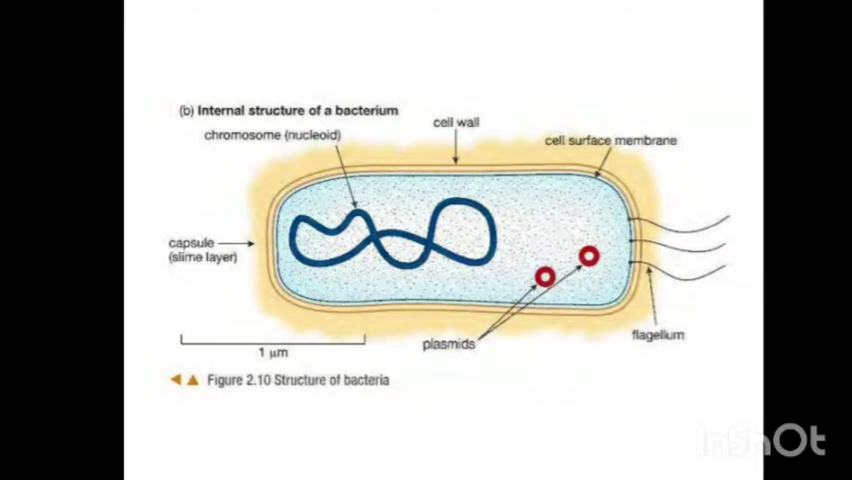 (b) Internal structure of a bacterium
chromosome (nucleoid)
cell wall
cell surface membrane
capsule
(slime layer)
plasmids
flagellum
1 µm
◀ ▲ Figure 2.10 Structure of bacteria
InShOt